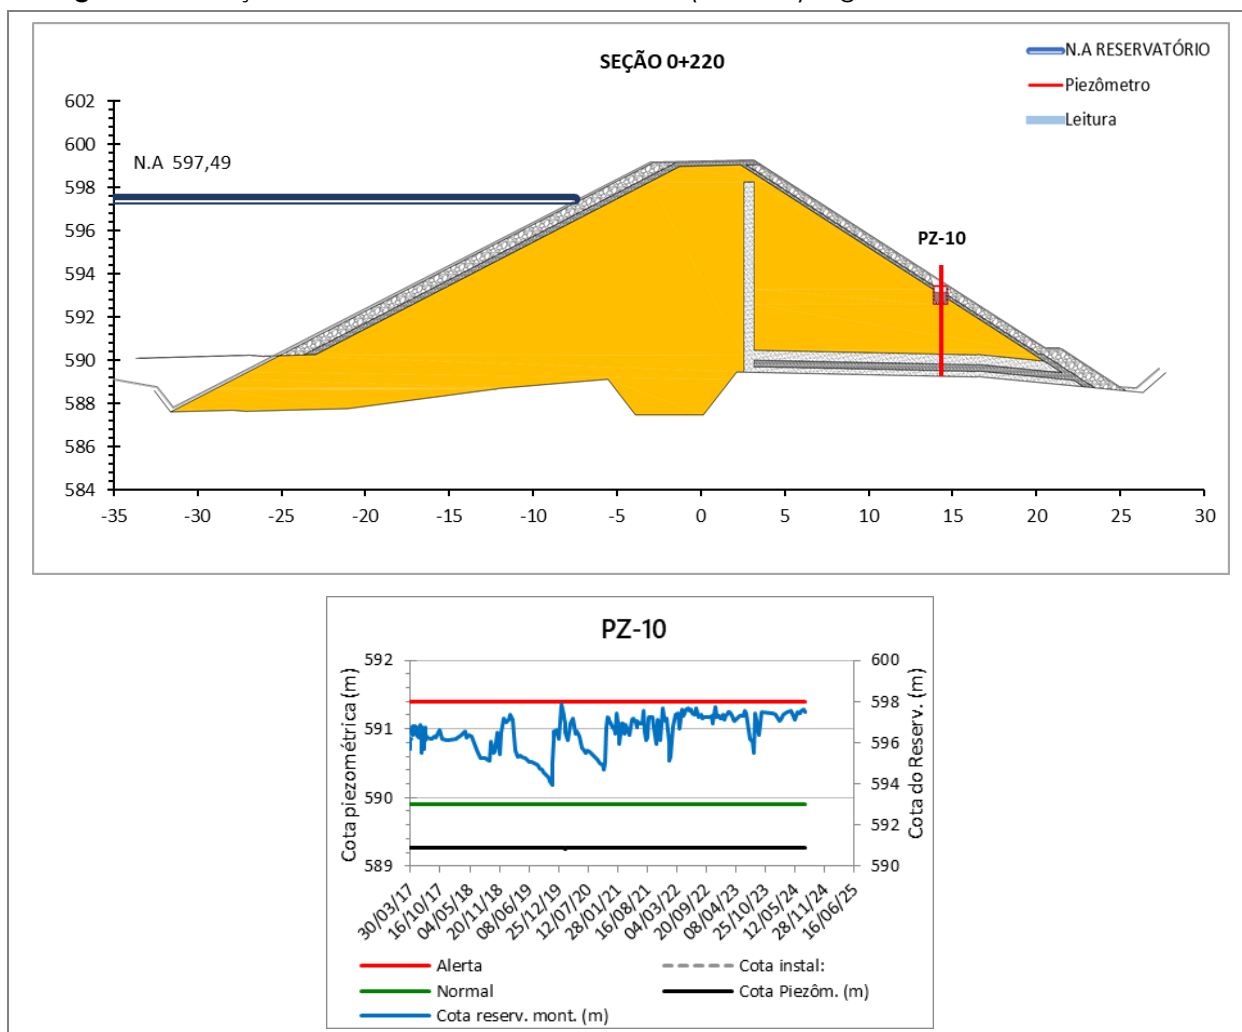 SEÇÃO 0+220
N.A RESERVATÓRIO
Piezômetro
Leitura
602
600
598
596
594
592
590
588
586
584
N.A 597,49
PZ-10
-35 -30 -25 -20 -15 -10 -5 0 5 10 15 20 25 30
PZ-10
Cota piezométrica (m)
592
591
590
589
600
598
596
594
592
590
Cota do Reserv. (m)
30/03/17
16/10/17
04/05/18
20/11/18
08/06/19
25/12/19
12/07/20
28/01/21
16/08/21
04/03/22
20/09/22
08/04/23
25/10/23
12/05/24
28/11/24
16/06/25
Alerta
Cota instal:
Normal
Cota Piezôm. (m)
Cota reserv. mont. (m)